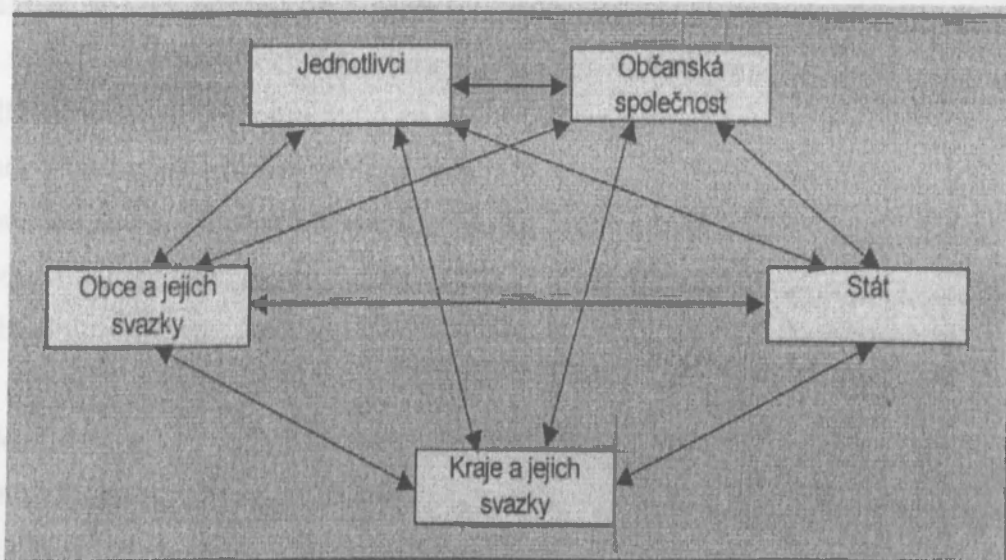 Jednotlivci
Občanská
společnost
Obce a jejich
svazky
Stát
Kraje a jejich
svazky